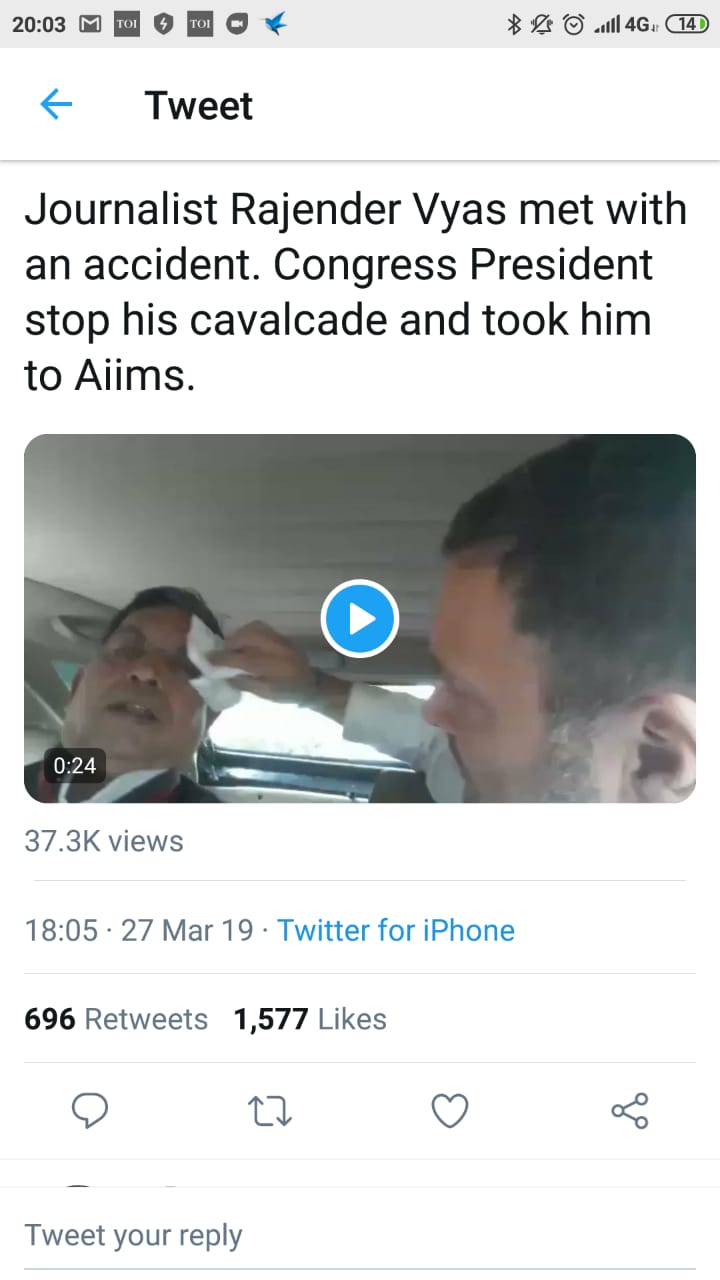 20:03 TOI TOI 4G 14
Tweet
Journalist Rajender Vyas met with
an accident. Congress President
stop his cavalcade and took him
to Aiims.
0:24
37.3K views
18:05 · 27 Mar 19 · Twitter for iPhone
696 Retweets 1,577 Likes
Tweet your reply